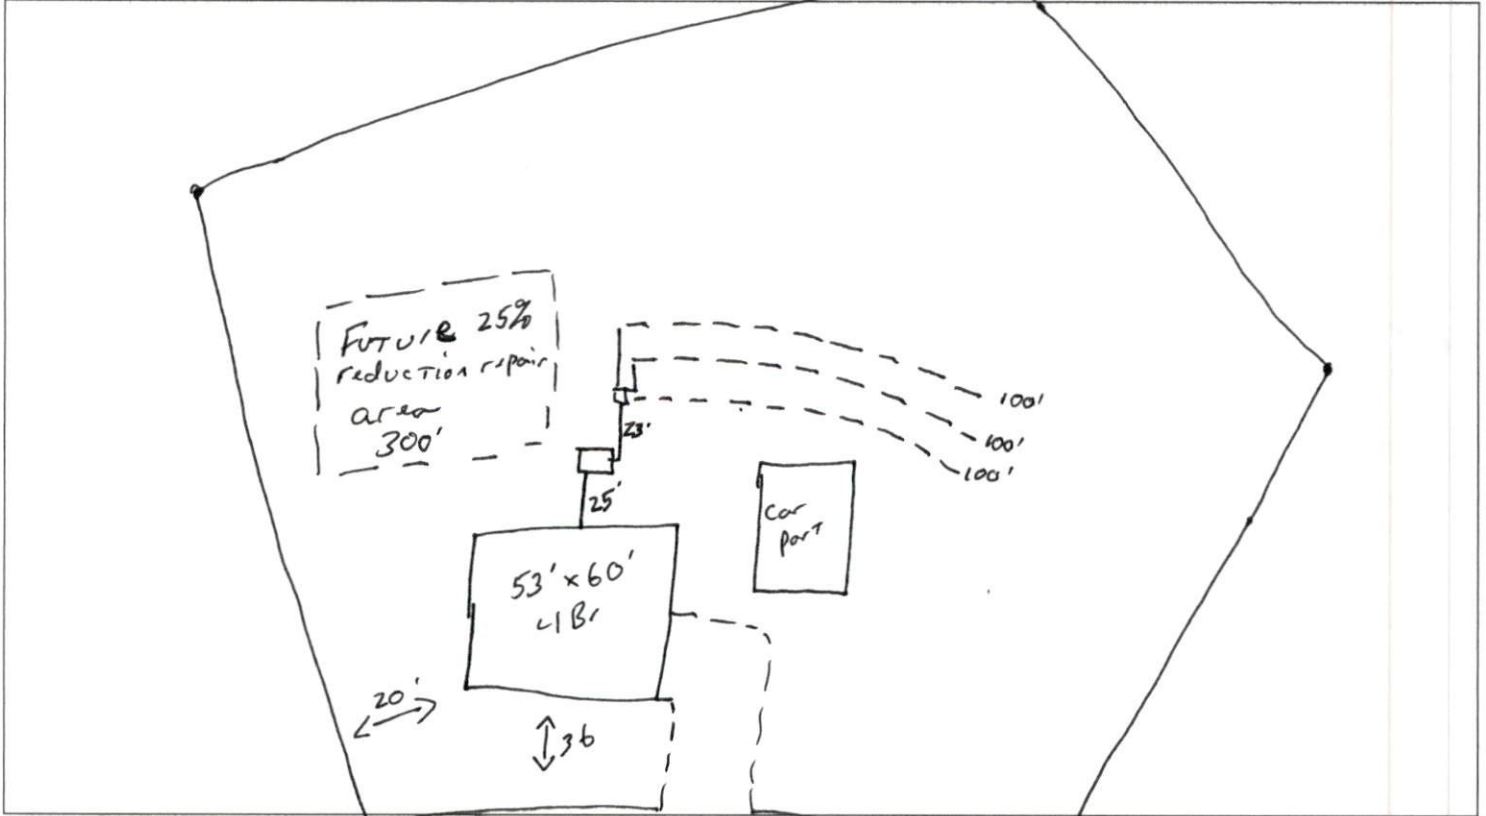 Future 25%
reduction repair
area
300'
100'
100'
100'
23'
25'
53' x 60'
4 Br
car
port
20'
36